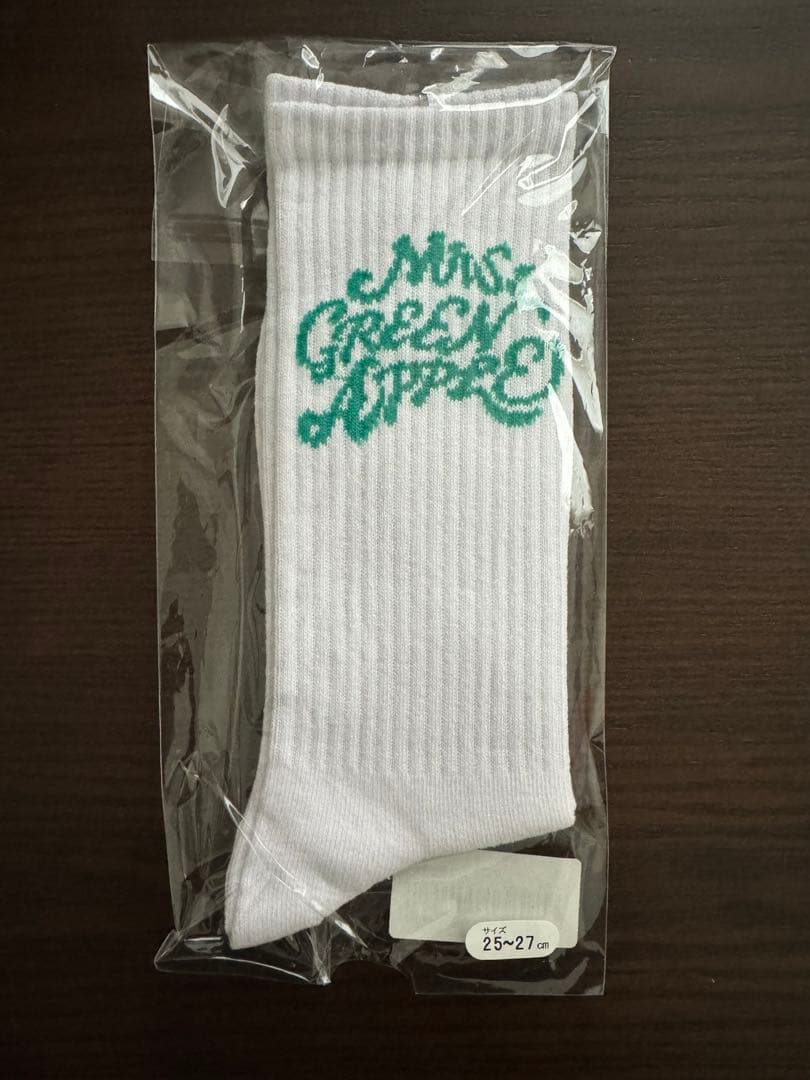 Mrs.
GREEN
APPLE
サイズ
25~27cm